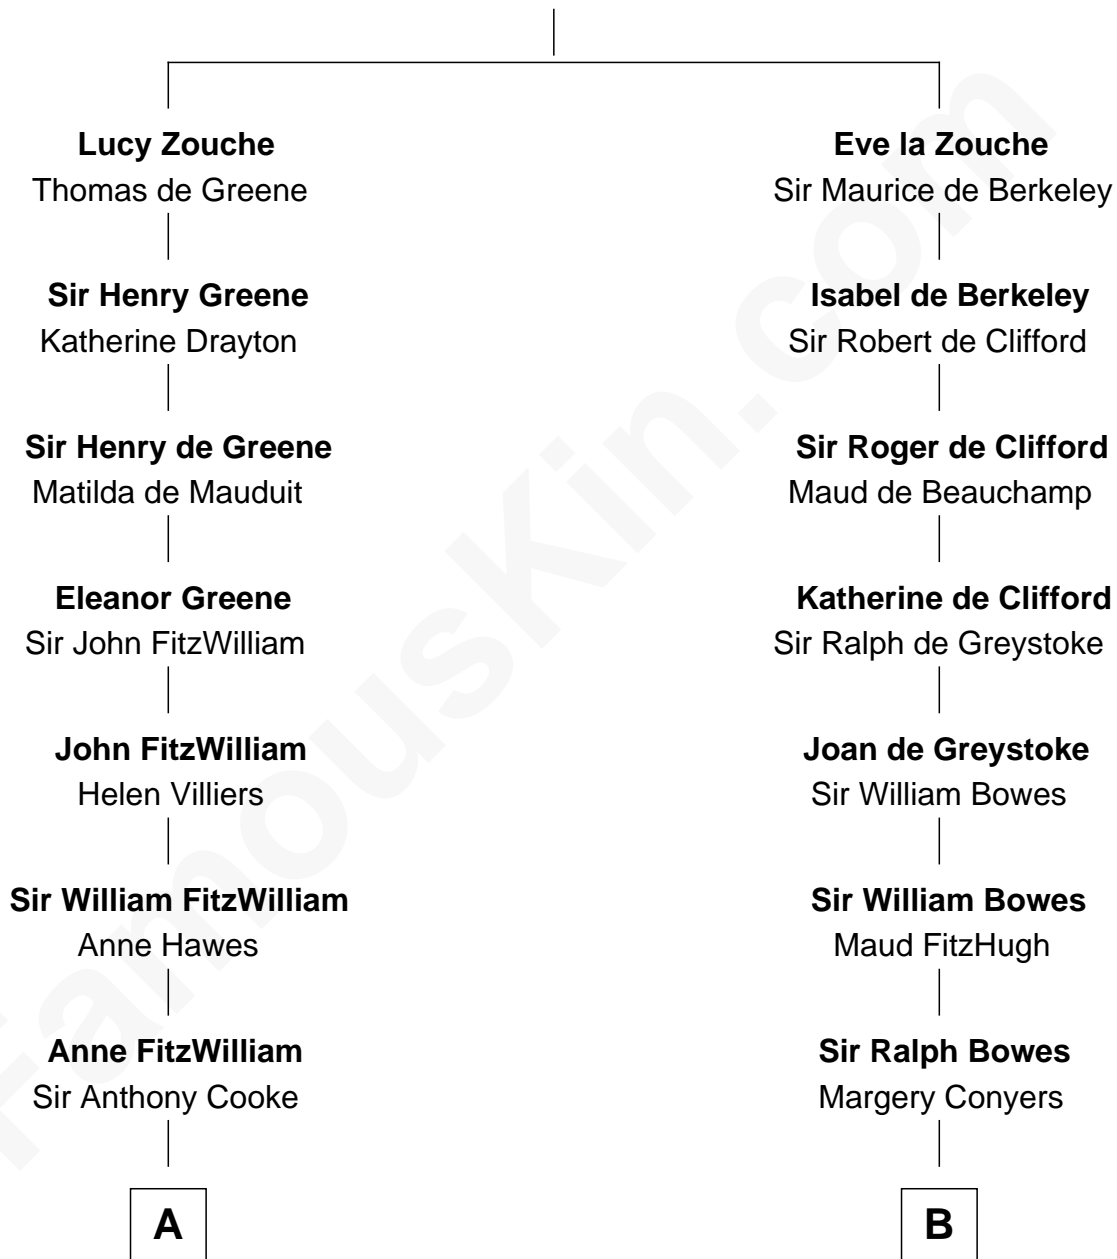 Lucy Zouche
Thomas de Greene
Sir Henry Greene
Katherine Drayton
Sir Henry de Greene
Matilda de Mauduit
Eleanor Greene
Sir John FitzWilliam
John FitzWilliam
Helen Villiers
Sir William FitzWilliam
Anne Hawes
Anne FitzWilliam
Sir Anthony Cooke
A
Eve la Zouche
Sir Maurice de Berkeley
Isabel de Berkeley
Sir Robert de Clifford
Sir Roger de Clifford
Maud de Beauchamp
Katherine de Clifford
Sir Ralph de Greystoke
Joan de Greystoke
Sir William Bowes
Sir William Bowes
Maud FitzHugh
Sir Ralph Bowes
Margery Conyers
B
FamousKin.com